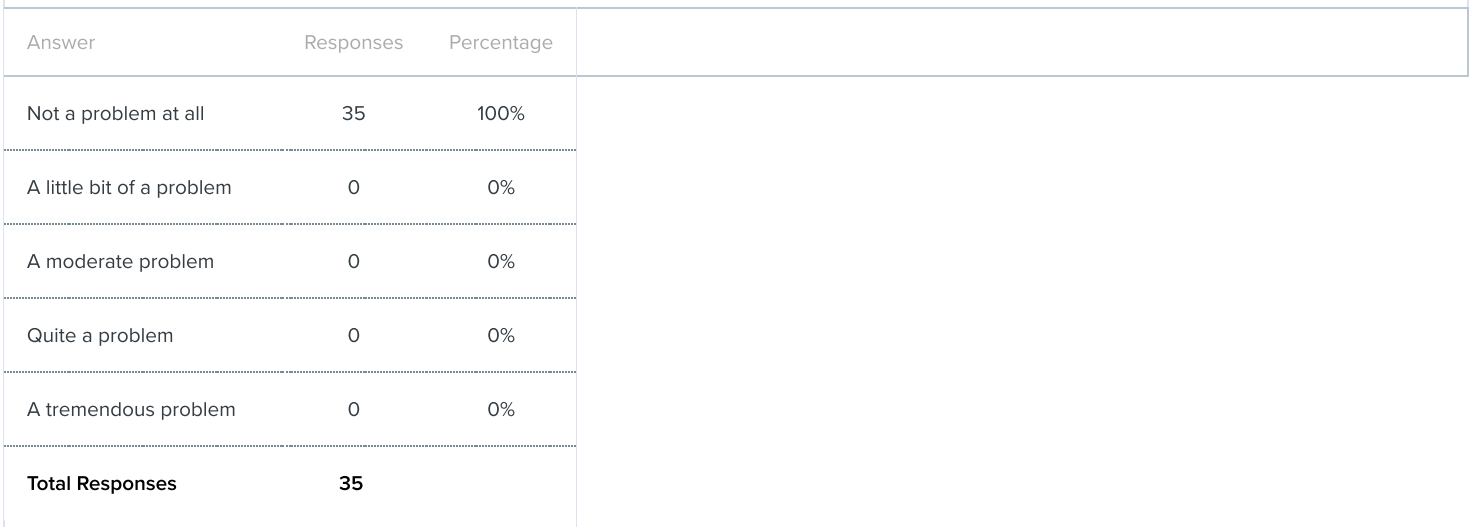 Answer Responses Percentage
Not a problem at all 35 100%
A little bit of a problem 0 0%
A moderate problem 0 0%
Quite a problem 0 0%
A tremendous problem 0 0%
Total Responses 35